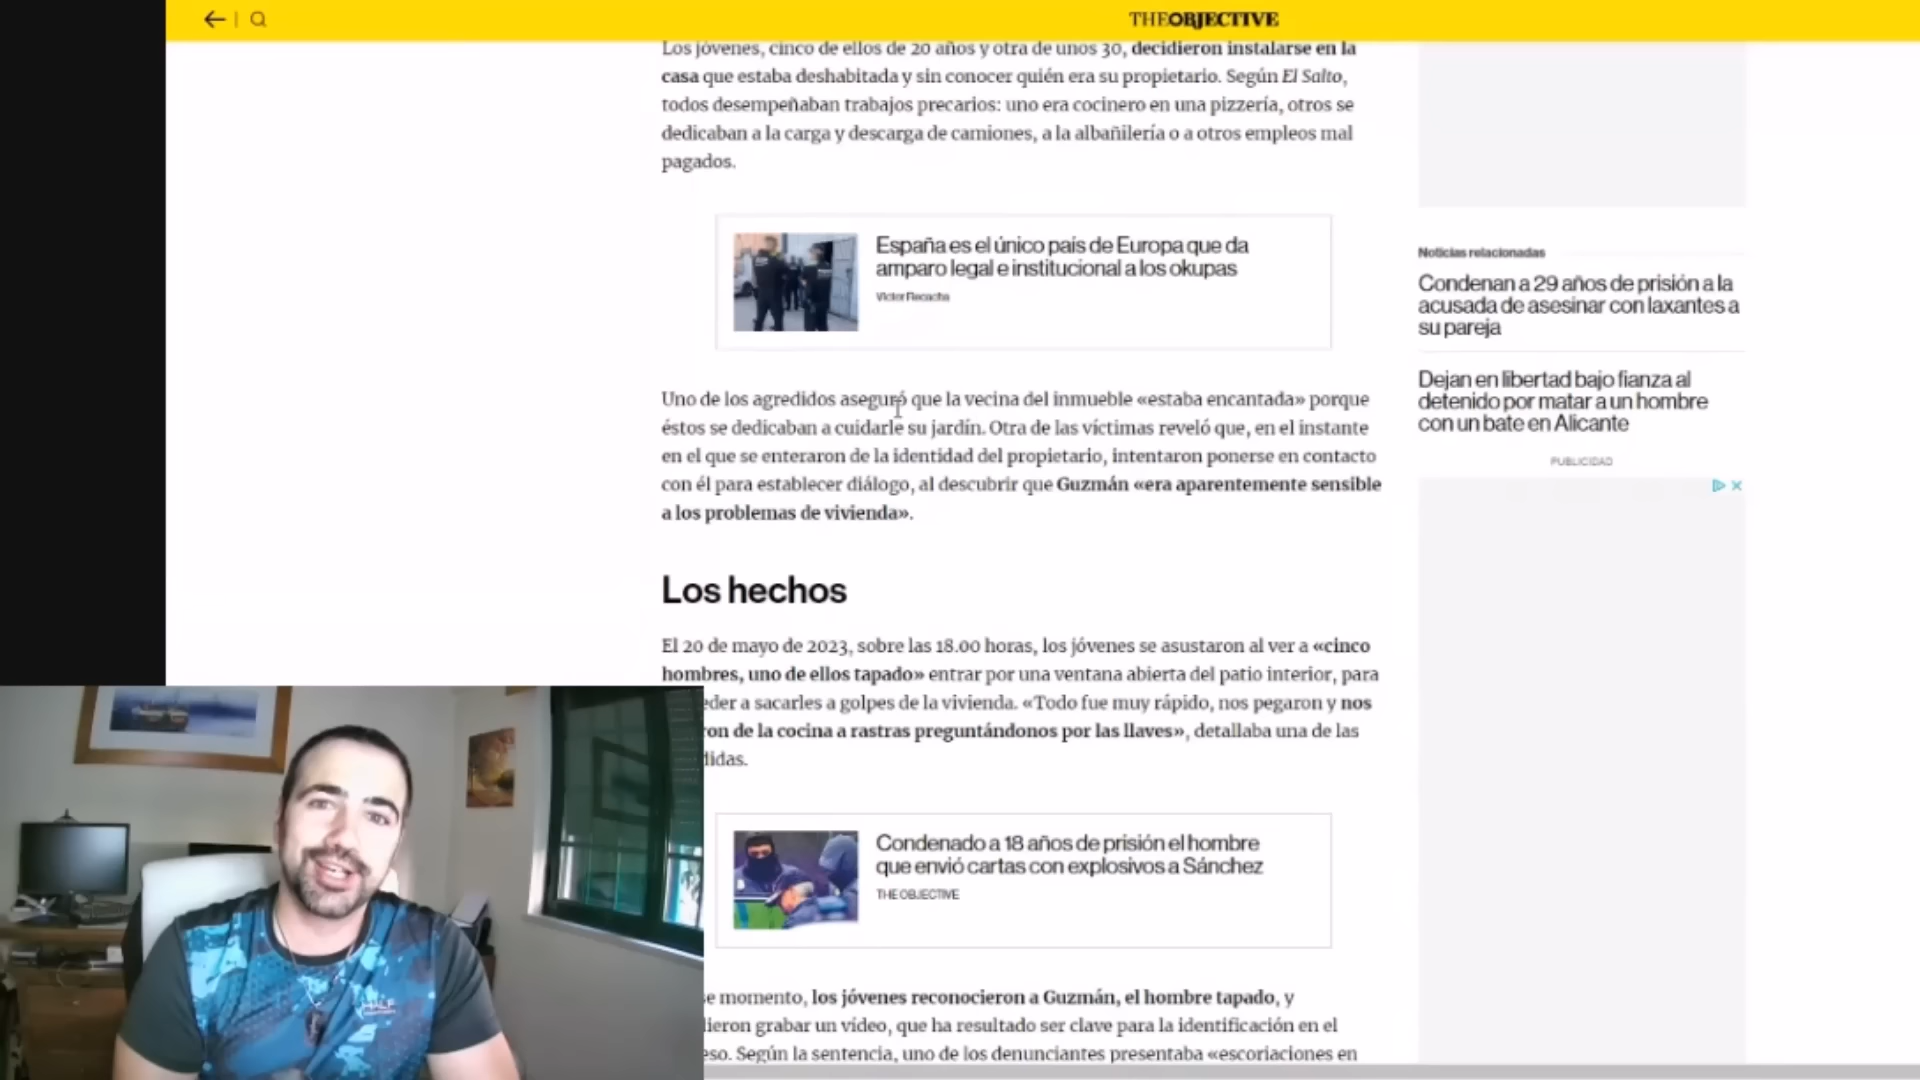 THEOBJECTIVE
Los jóvenes, cinco de ellos de 20 años y otra de unos 30, decidieron instalarse en la
casa que estaba deshabitada y sin conocer quién era su propietario. Según El Salto,
todos desempeñaban trabajos precarios: uno era cocinero en una pizzería, otros se
dedicaban a la carga y descarga de camiones, a la albañilería o a otros empleos mal
pagados.
España es el único país de Europa que da
amparo legal e institucional a los okupas
Víctor Recacha
Uno de los agredidos aseguró que la vecina del inmueble «estaba encantada» porque
éstos se dedicaban a cuidarle su jardín. Otra de las víctimas reveló que, en el instante
en el que se enteraron de la identidad del propietario, intentaron ponerse en contacto
con él para establecer diálogo, al descubrir que Guzmán «era aparentemente sensible
a los problemas de vivienda».
Los hechos
El 20 de mayo de 2023, sobre las 18.00 horas, los jóvenes se asustaron al ver a «cinco
hombres, uno de ellos tapado» entrar por una ventana abierta del patio interior, para
eder a sacarles a golpes de la vivienda. «Todo fue muy rápido, nos pegaron y nos
ron de la cocina a rastras preguntándonos por las llaves», detallaba una de las
didas.
Condenado a 18 años de prisión el hombre
que envió cartas con explosivos a Sánchez
THE OBJECTIVE
se momento, los jóvenes reconocieron a Guzmán, el hombre tapado, y
dieron grabar un vídeo, que ha resultado ser clave para la identificación en el
eso. Según la sentencia, uno de los denunciantes presentaba «escoriaciones en
Noticias relacionadas
Condenan a 29 años de prisión a la
acusada de asesinar con laxantes a
su pareja
Dejan en libertad bajo fianza al
detenido por matar a un hombre
con un bate en Alicante
PUBLICIDAD